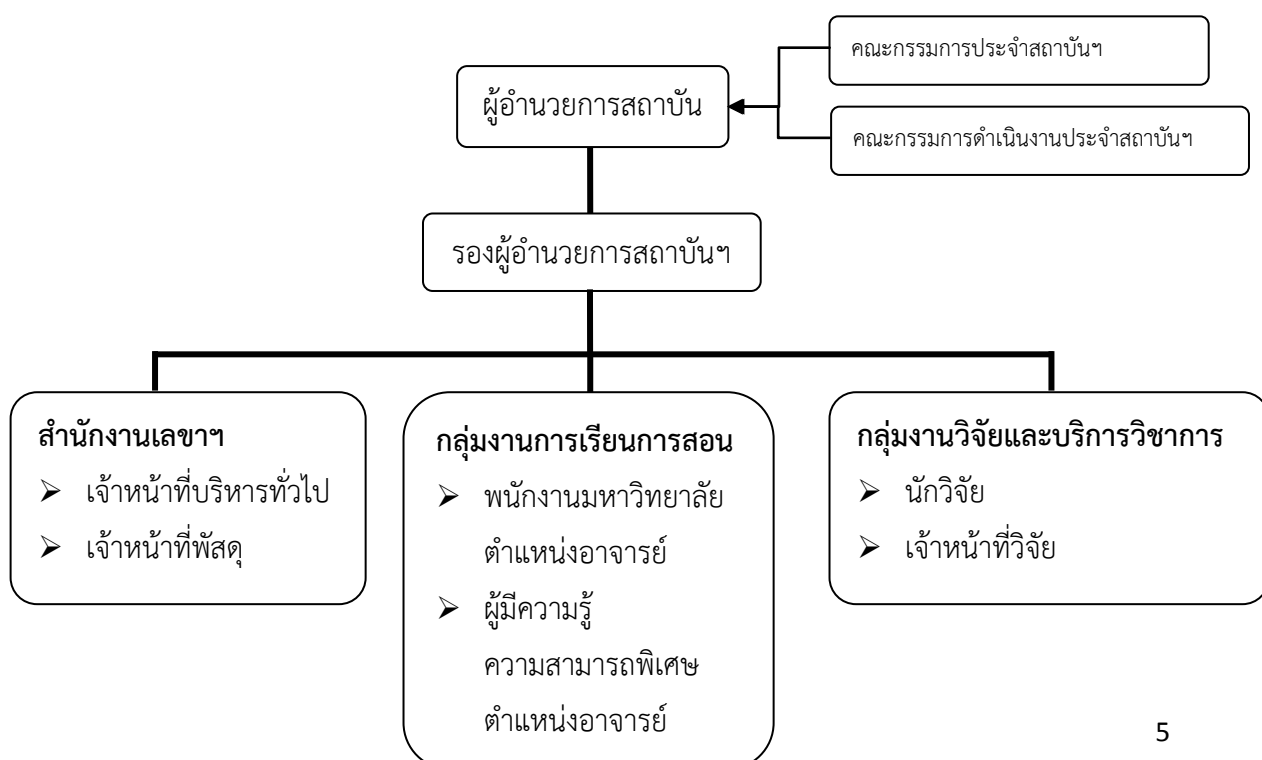 คณะกรรมการประจำสถาบันฯ
ผู้อำนวยการสถาบัน
คณะกรรมการดำเนินงานประจำสถาบันฯ
รองผู้อำนวยการสถาบันฯ
สำนักงานเลขาฯ
➢ เจ้าหน้าที่บริหารทั่วไป
➢ เจ้าหน้าที่พัสดุ
กลุ่มงานการเรียนการสอน
➢ พนักงานมหาวิทยาลัย
ตำแหน่งอาจารย์
➢ ผู้มีความรู้
ความสามารถพิเศษ
ตำแหน่งอาจารย์
กลุ่มงานวิจัยและบริการวิชาการ
➢ นักวิจัย
➢ เจ้าหน้าที่วิจัย
5